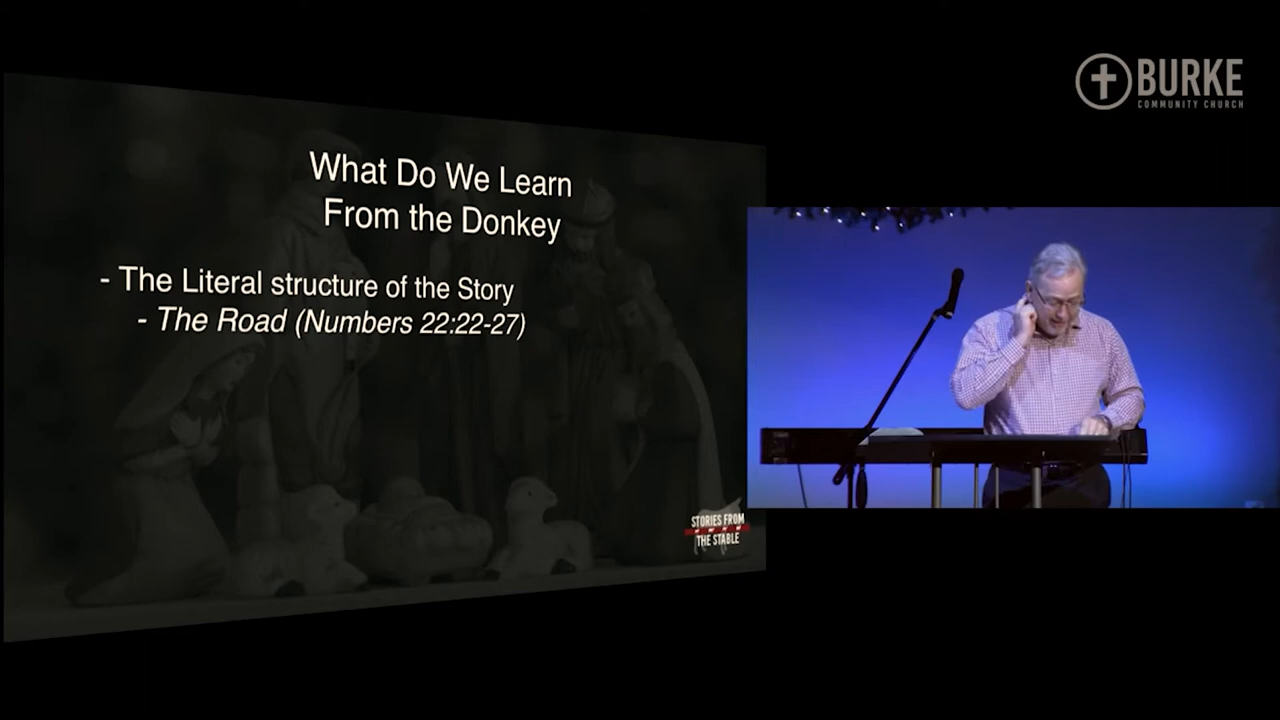 BURKE
COMMUNITY CHURCH
What Do We Learn
From the Donkey
- The Literal structure of the Story
- The Road (Numbers 22:22-27)
STORIES FROM
THE STABLE